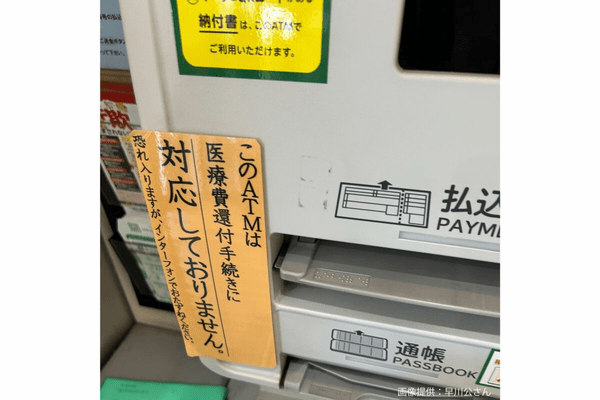 納付書は、このATMで
ご利用いただけます。
このATMは
医療費還付手続きに
対応しておりません。
恐れ入りますが、インターフォンでおたずねください。
払込
PAYME
通帳
PASSBOOK
画像提供：早川公さん